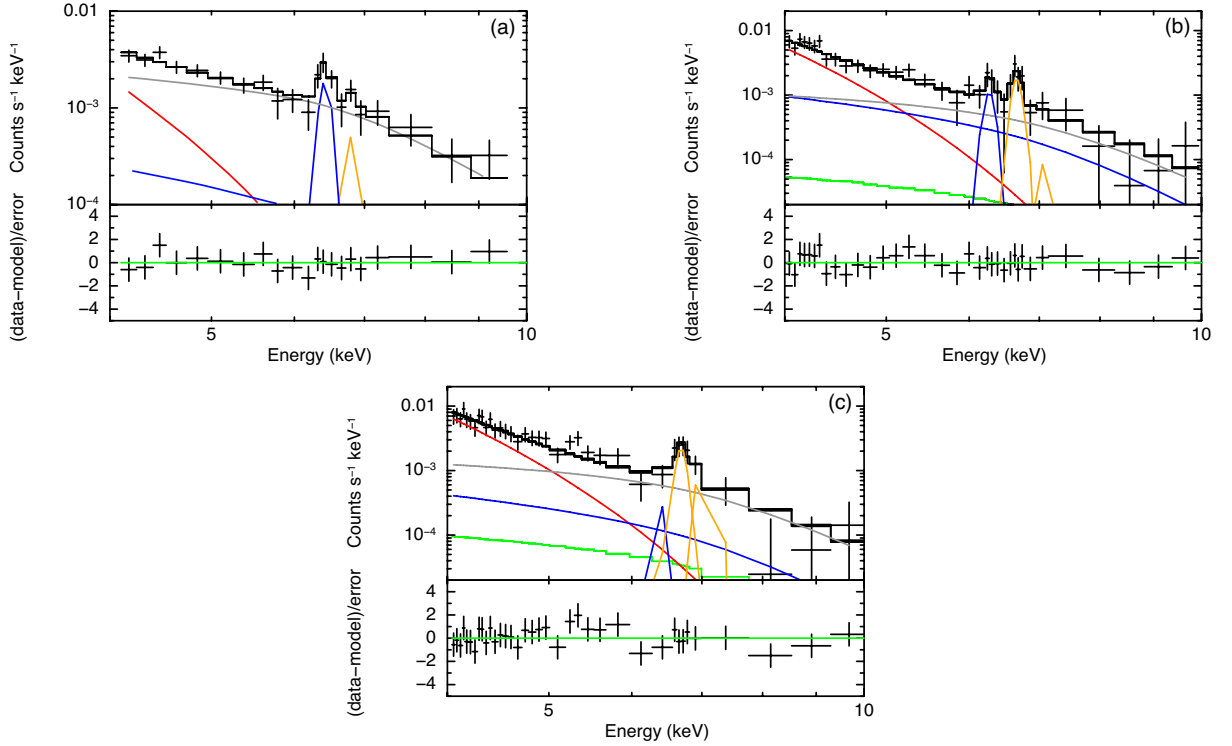 (a)
0.01
10⁻³
10⁻⁴
Counts s⁻¹ keV⁻¹
4
2
0
−2
−4
(data−model)/error
5
10
Energy (keV)
(b)
0.01
10⁻³
10⁻⁴
Counts s⁻¹ keV⁻¹
4
2
0
−2
−4
(data−model)/error
5
10
Energy (keV)
(c)
0.01
10⁻³
10⁻⁴
Counts s⁻¹ keV⁻¹
4
2
0
−2
−4
(data−model)/error
5
10
Energy (keV)